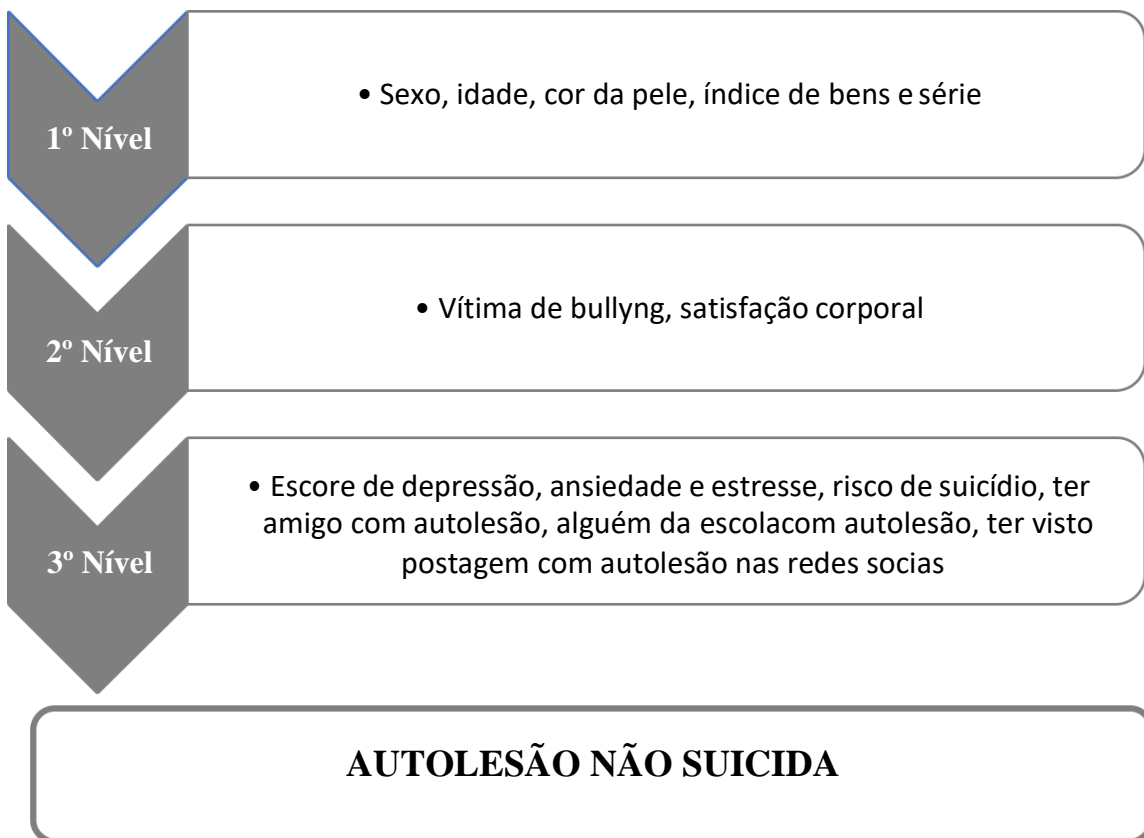 1º Nível
• Sexo, idade, cor da pele, índice de bens e série
2º Nível
• Vítima de bullyng, satisfação corporal
3º Nível
• Escore de depressão, ansiedade e estresse, risco de suicídio, ter
amigo com autolesão, alguém da escolacom autolesão, ter visto
postagem com autolesão nas redes socias
AUTOLESÃO NÃO SUICIDA